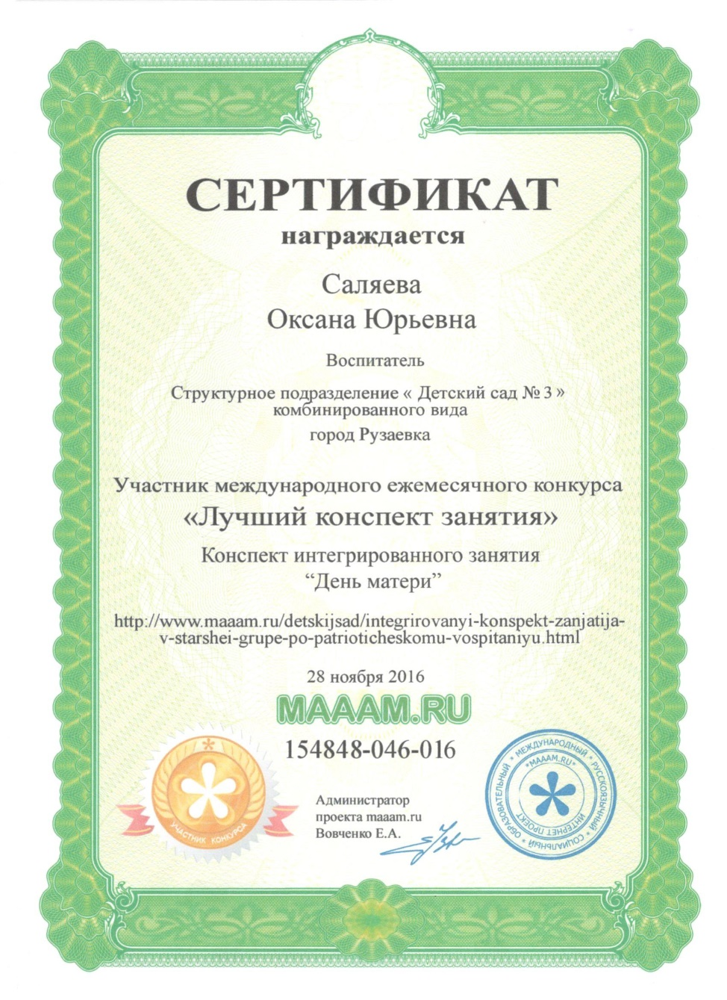 СЕРТИФИКАТ
награждается
Саляева
Оксана Юрьевна
Воспитатель
Структурное подразделение « Детский сад № 3 »
комбинированного вида
город Рузаевка
Участник международного ежемесячного конкурса
«Лучший конспект занятия»
Конспект интегрированного занятия
“День матери”
http://www.maaam.ru/detskijsad/integrirovanyi-konspekt-zanjatija-
v-starshei-grupe-po-patrioticheskomu-vospitaniyu.html
28 ноября 2016
MAAAM.RU
154848-046-016
УЧАСТНИК КОНКУРСА
Администратор
проекта maaam.ru
Вовченко Е.А.
* МЕЖДУНАРОДНЫЙ * РУССКОЯЗЫЧНЫЙ * СОЦИАЛЬНЫЙ * ОБРАЗОВАТЕЛЬНЫЙ
*MAAAM.RU*
ИНТЕРНЕТ ПРОЕКТ